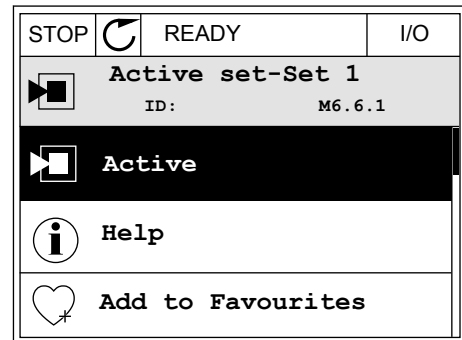 STOP READY I/O
Active set-Set 1
ID: M6.6.1
Active
Help
Add to Favourites